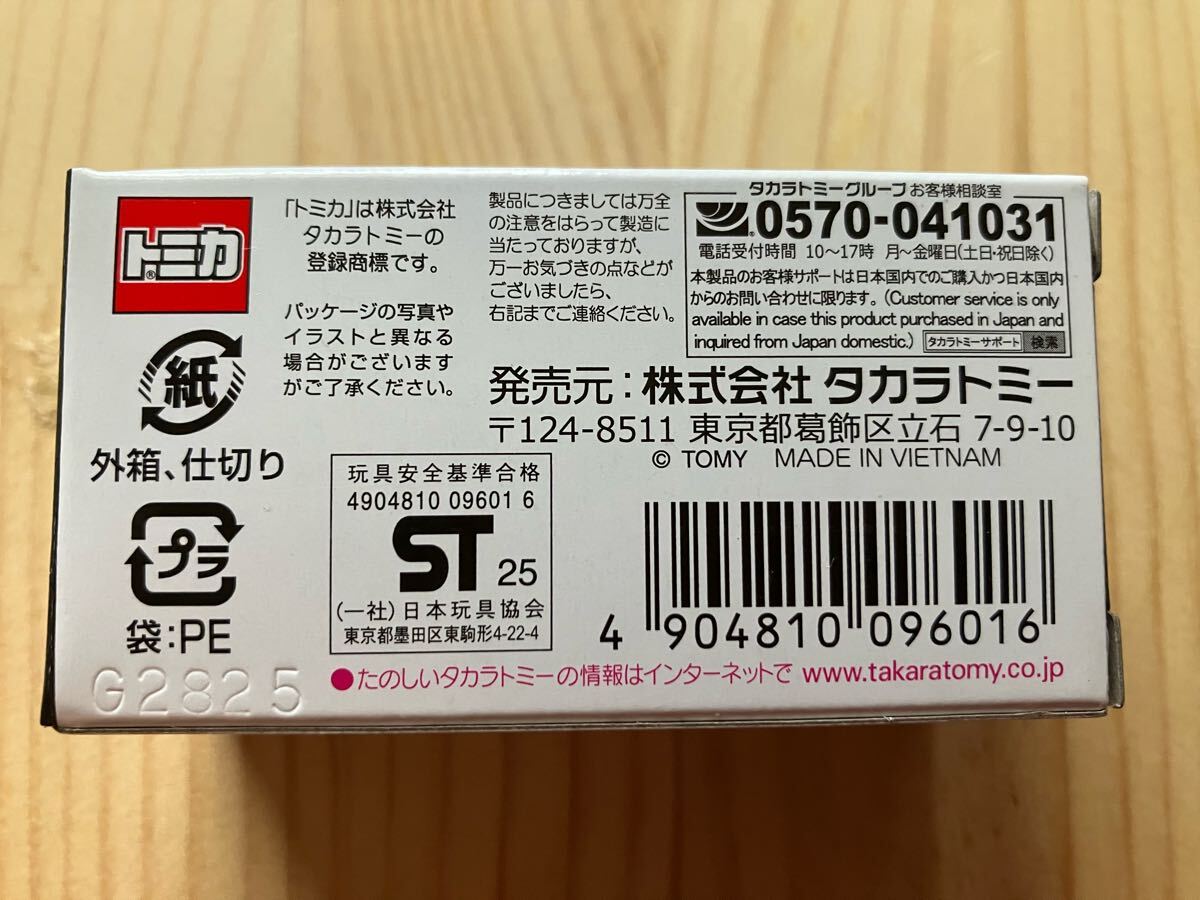 トミカ®
「トミカ」は株式会社
タカラトミーの
登録商標です。
パッケージの写真や
イラストと異なる
場合がございます
がご了承ください。
製品につきましては万全
の注意をはらって製造に
当たっておりますが、
万一お気づきの点などが
ございましたら、
右記までご連絡ください。
タカラトミーグループ お客様相談室
0570-041031
電話受付時間 10〜17時 月〜金曜日(土日・祝日除く)
本製品のお客様サポートは日本国内でのご購入かつ日本国内
からのお問い合わせに限ります。(Customer service is only
available in case this product purchased in Japan and
inquired from Japan domestic.) タカラトミーサポート 検索
紙
外箱、仕切り
プラ
袋:PE
発売元:株式会社 タカラトミー
〒124-8511 東京都葛飾区立石 7-9-10
© TOMY MADE IN VIETNAM
玩具安全基準合格
4904810 09601 6
ST 25
(一社)日本玩具協会
東京都墨田区東駒形4-22-4
4 904810 096016
●たのしいタカラトミーの情報はインターネットで www.takaratomy.co.jp
G2825